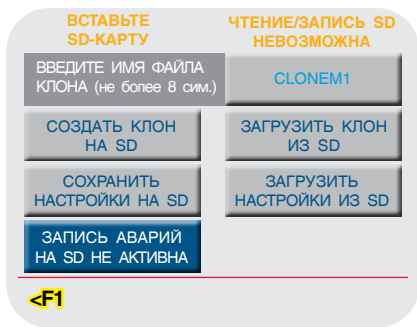 ВСТАВЬТЕ
SD-КАРТУ
ЧТЕНИЕ/ЗАПИСЬ SD
НЕВОЗМОЖНА
ВВЕДИТЕ ИМЯ ФАЙЛА
КЛОНА (не более 8 сим.)
CLONEM1
СОЗДАТЬ КЛОН
НА SD
ЗАГРУЗИТЬ КЛОН
ИЗ SD
СОХРАНИТЬ
НАСТРОЙКИ НА SD
ЗАГРУЗИТЬ
НАСТРОЙКИ ИЗ SD
ЗАПИСЬ АВАРИЙ
НА SD НЕ АКТИВНА
<F1